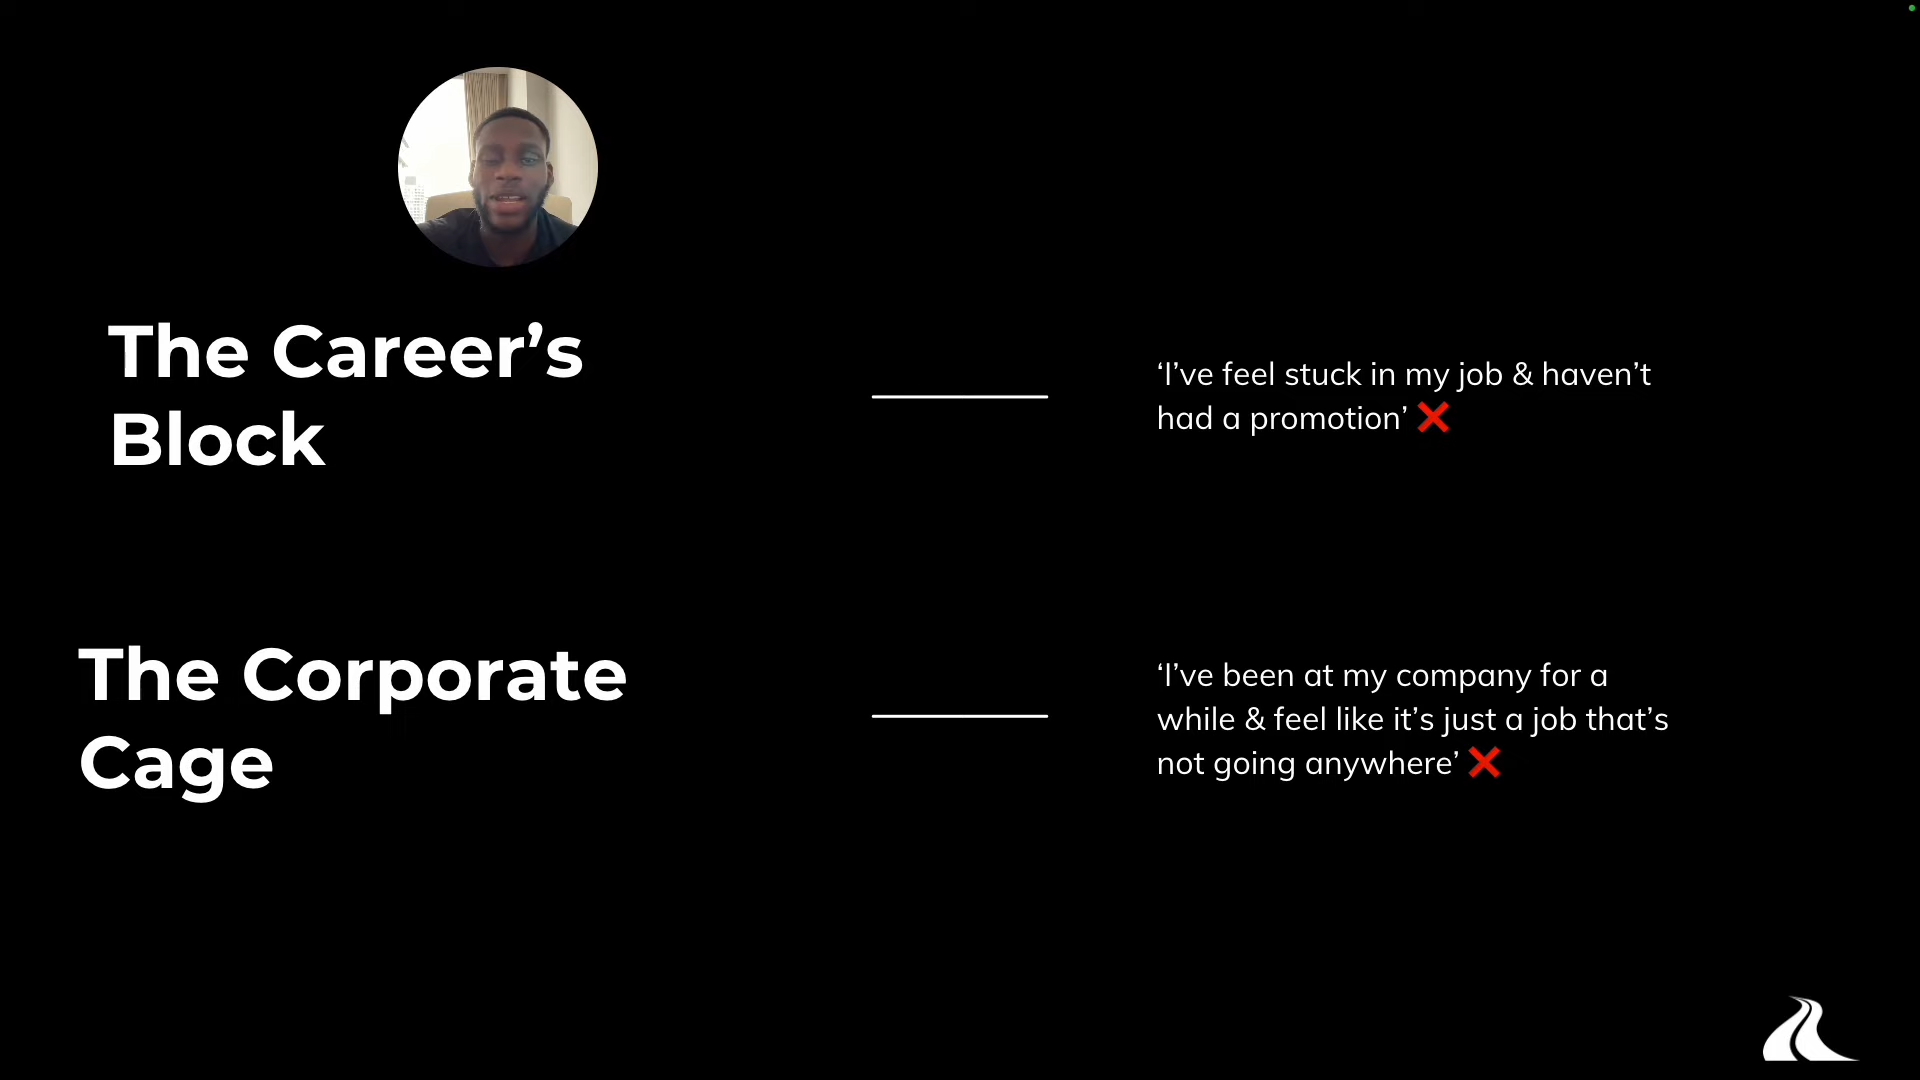 The Career’s
Block
‘I’ve feel stuck in my job & haven’t
had a promotion’ ❌
The Corporate
Cage
‘I’ve been at my company for a
while & feel like it’s just a job that’s
not going anywhere’ ❌